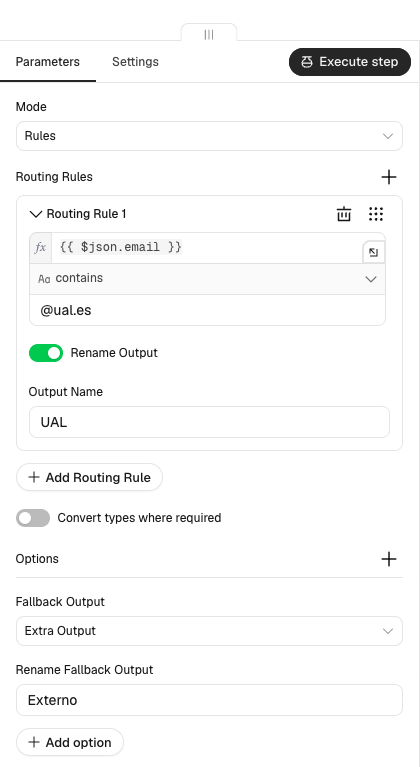 Parameters Settings Execute step
Mode
Rules
Routing Rules
Routing Rule 1
fx {{ $json.email }}
Aa contains
@ual.es
Rename Output
Output Name
UAL
Add Routing Rule
Convert types where required
Options
Fallback Output
Extra Output
Rename Fallback Output
Externo
Add option